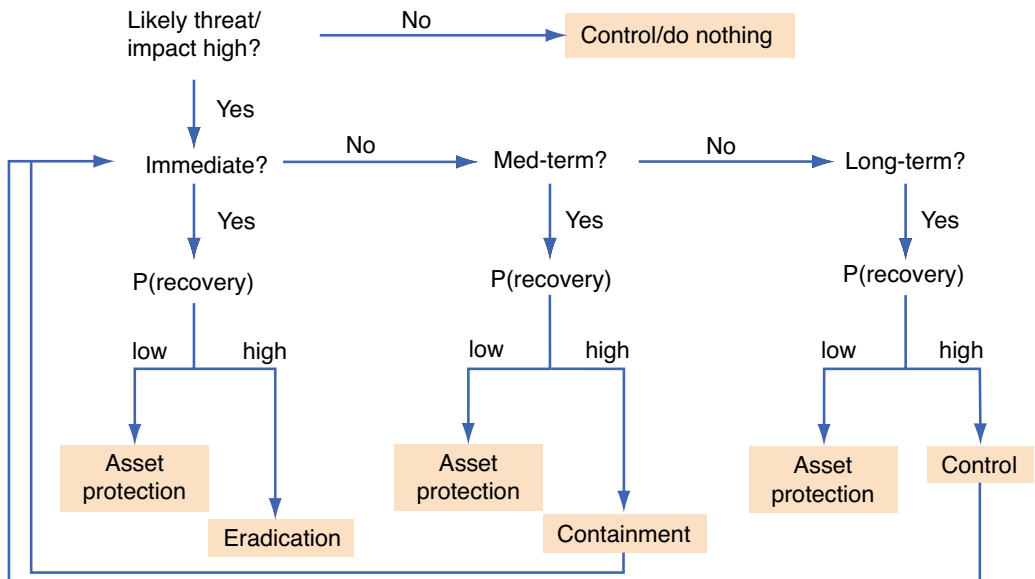 Likely threat/
impact high?
No
Control/do nothing
Yes
Immediate?
No
Med-term?
No
Long-term?
Yes
Yes
Yes
P(recovery)
P(recovery)
P(recovery)
low
high
low
high
low
high
Asset
protection
Eradication
Asset
protection
Containment
Asset
protection
Control